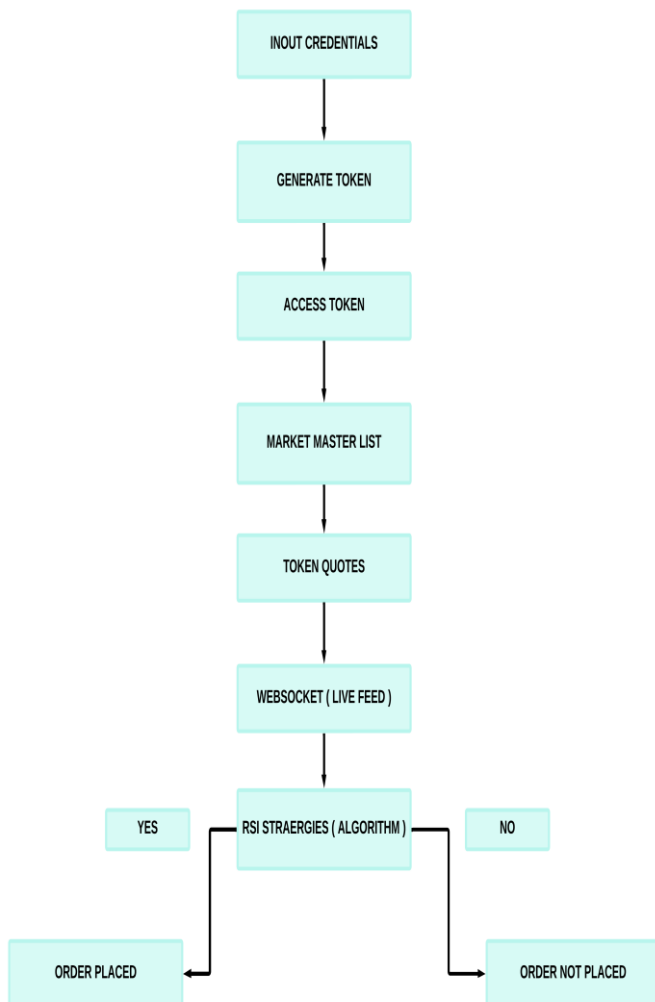 INOUT CREDENTIALS
GENERATE TOKEN
ACCESS TOKEN
MARKET MASTER LIST
TOKEN QUOTES
WEBSOCKET ( LIVE FEED )
YES
RSI STRAERGIES ( ALGORITHM )
NO
ORDER PLACED
ORDER NOT PLACED